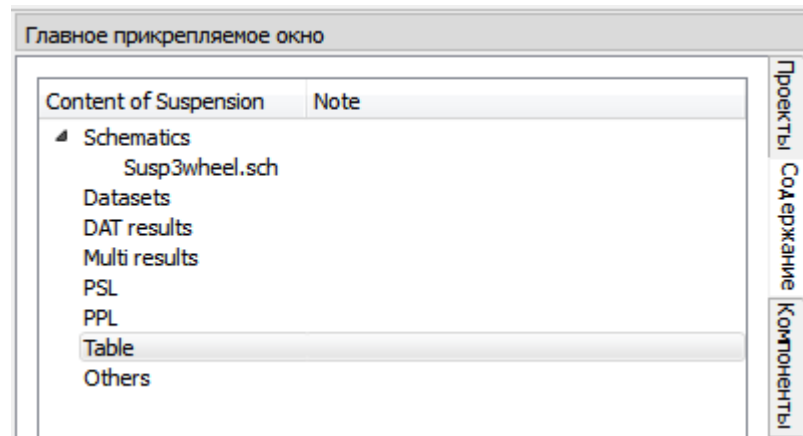 Главное прикрепляемое окно
Content of Suspension Note
Schematics
Susp3wheel.sch
Datasets
DAT results
Multi results
PSL
PPL
Table
Others
Проекты
Содержание
Компоненты